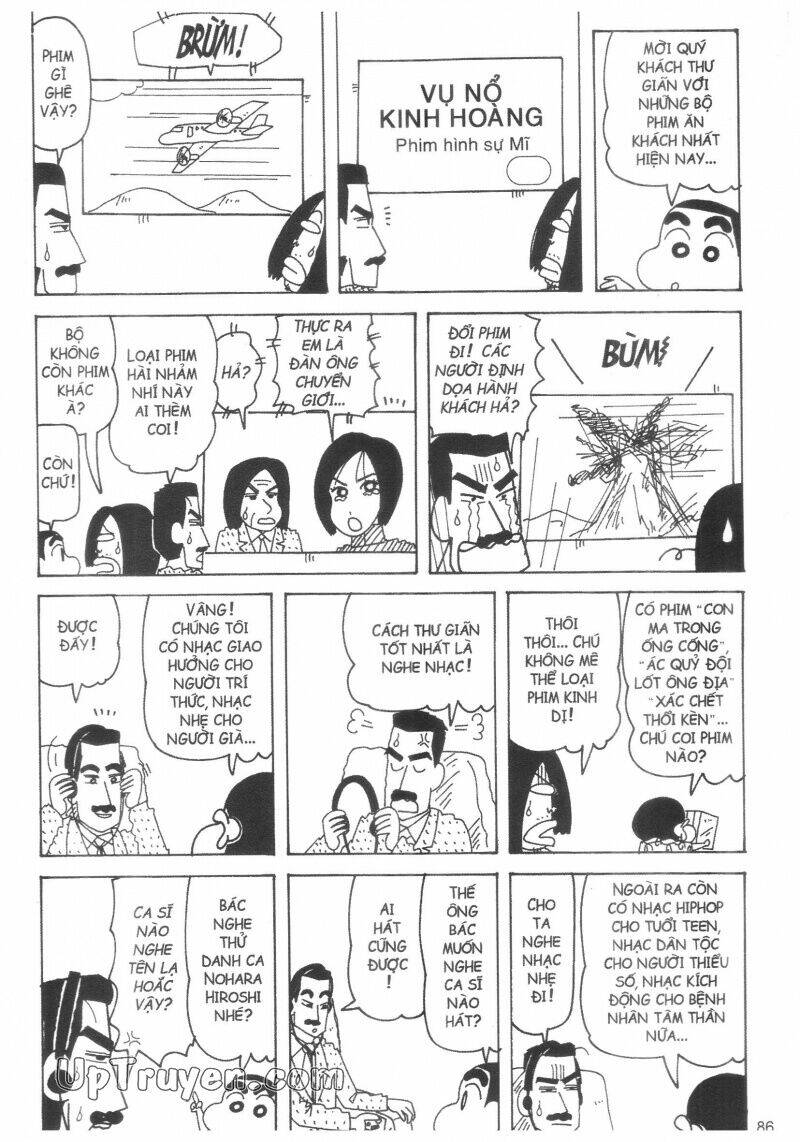 MỜI QUÝ
KHÁCH THƯ
GIÃN VỚI
NHỮNG BỘ
PHIM ĂN
KHÁCH NHẤT
HIỆN NAY...
VỤ NỔ
KINH HOÀNG
Phim hình sự Mĩ
BRỪM!
PHIM
GÌ
GHÊ
VẬY?
BÙM!
ĐỔI PHIM
ĐI! CÁC
NGƯỜI ĐỊNH
DỌA HÀNH
KHÁCH HẢ?
THỰC RA
EM LÀ
ĐÀN ÔNG
CHUYỂN
GIỚI...
HẢ?
LOẠI PHIM
HÀI NHẢM
NHÍ NÀY
AI THÈM
COI!
BỘ
KHÔNG
CÒN PHIM
KHÁC
À?
CÒN
CHỨ!
CÓ PHIM "CON
MA TRONG
ỐNG CỐNG",
"ÁC QUỶ ĐỘI
LỐT ÔNG ĐỊA"
"XÁC CHẾT
THỔI KÈN"...
CHÚ COI PHIM
NÀO?
THÔI
THÔI... CHÚ
KHÔNG MÊ
THỂ LOẠI
PHIM KINH
DỊ!
CÁCH THƯ GIÃN
TỐT NHẤT LÀ
NGHE NHẠC!
VÂNG!
CHÚNG TÔI
CÓ NHẠC GIAO
HƯỞNG CHO
NGƯỜI TRÍ
THỨC, NHẠC
NHẸ CHO
NGƯỜI GIÀ...
ĐƯỢC
ĐẤY!
NGOÀI RA CÒN
CÓ NHẠC HIPHOP
CHO TUỔI TEEN,
NHẠC DÂN TỘC
CHO NGƯỜI THIỂU
SỐ, NHẠC KÍCH
ĐỘNG CHO BỆNH
NHÂN TÂM THẦN
NỮA...
CHO
TA
NGHE
NHẠC
NHẸ
ĐI!
THẾ
ÔNG
BÁC
MUỐN
NGHE
CA SĨ
NÀO
HÁT?
AI
HÁT
CŨNG
ĐƯỢC
!
BÁC
NGHE
THỬ
DANH CA
NOHARA
HIROSHI
NHÉ?
CA SĨ
NÀO
NGHE
TÊN LẠ
HOẮC
VẬY?
UpTruyen.com
86